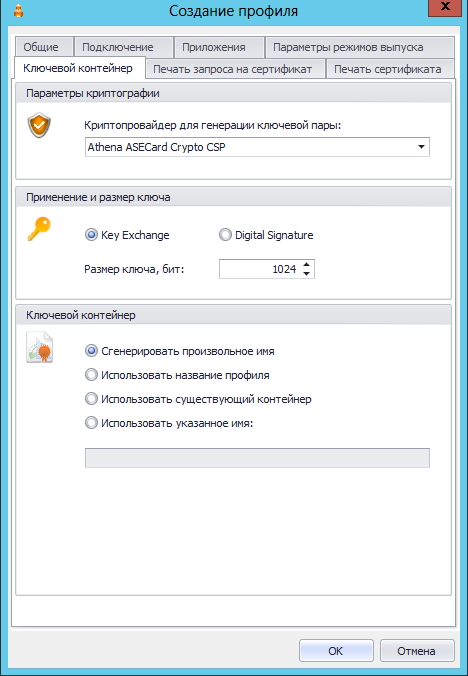 Создание профиля
x
Общие Подключение Приложения Параметры режимов выпуска
Ключевой контейнер Печать запроса на сертификат Печать сертификата
Параметры криптографии
Криптопровайдер для генерации ключевой пары:
Athena ASECard Crypto CSP
Применение и размер ключа
Key Exchange Digital Signature
Размер ключа, бит: 1024
Ключевой контейнер
Сгенерировать произвольное имя
Использовать название профиля
Использовать существующий контейнер
Использовать указанное имя:
OK Отмена